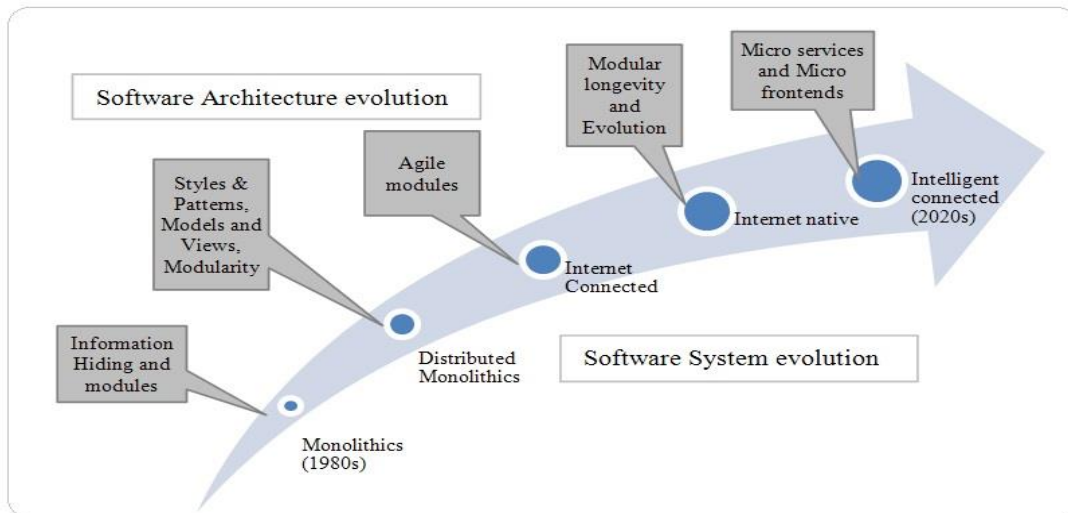 Software Architecture evolution
Information
Hiding and
modules
Styles &
Patterns,
Models and
Views,
Modularity
Agile
modules
Modular
longevity
and
Evolution
Micro services
and Micro
frontends
Monolithics
(1980s)
Distributed
Monolithics
Internet
Connected
Internet native
Intelligent
connected
(2020s)
Software System evolution